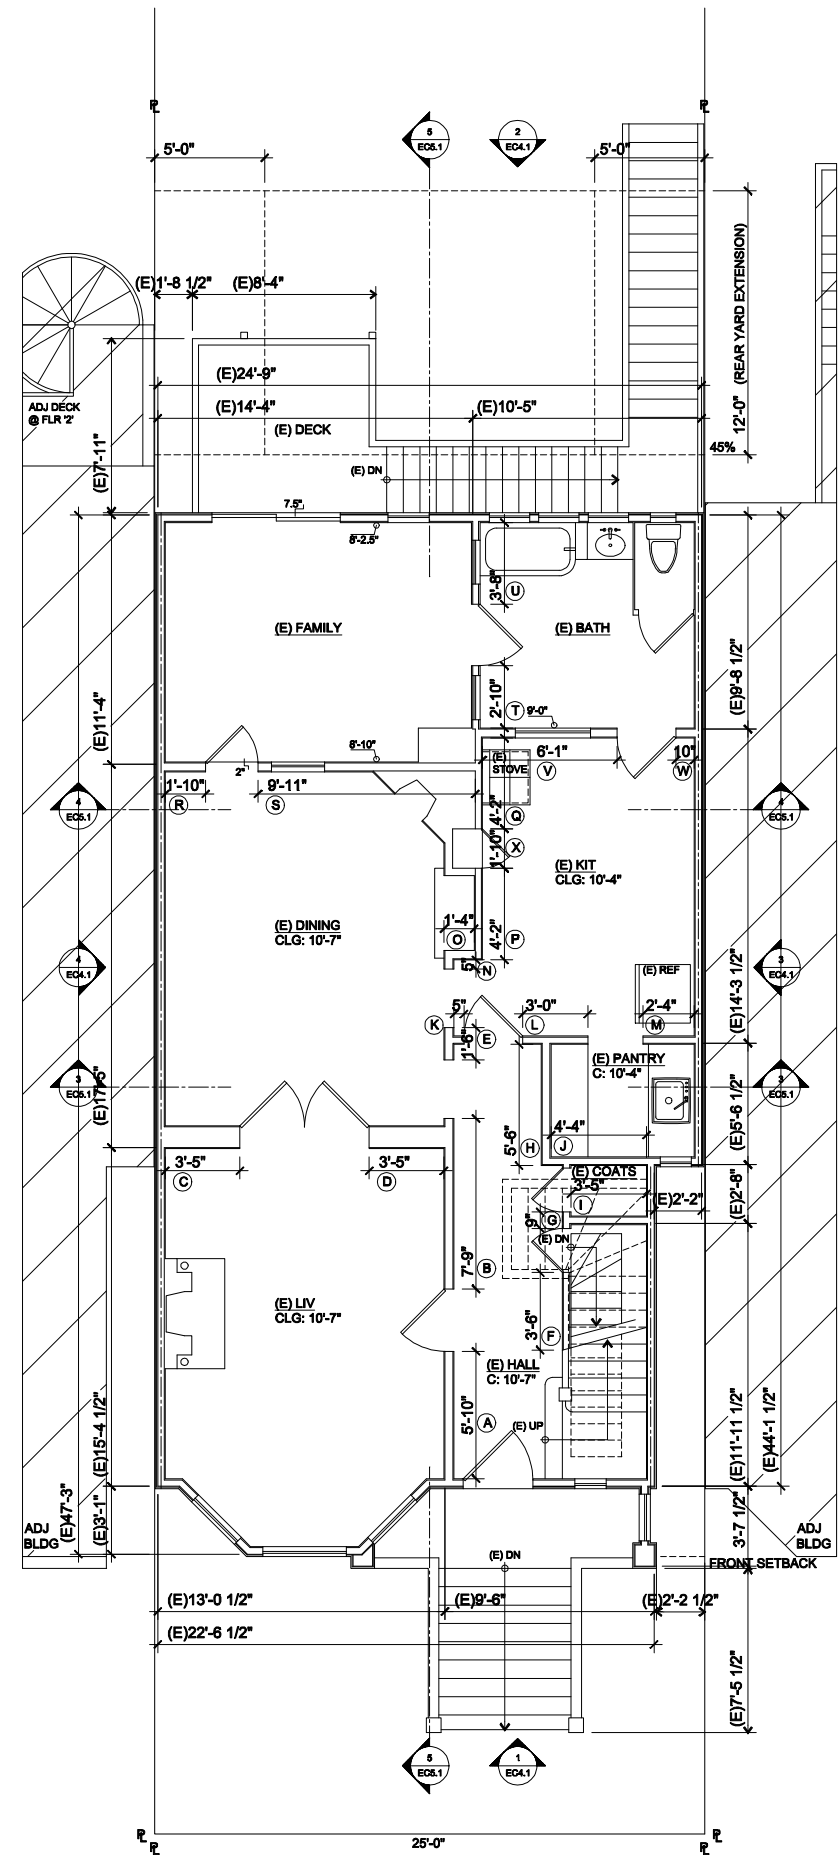 PL
PL
5
EC5.1
2
EC4.1
5'-0"
5'-0"
(E)1'-8 1/2"
(E)8'-4"
12'-0" (REAR YARD EXTENSION)
(E)24'-9"
ADJ DECK
@ FLR '2'
(E)14'-4"
(E)10'-5"
(E) DECK
45%
(E)7'-11"
(E) DN
7.5"
8'-2.5"
3'-8"
U
(E) FAMILY
(E) BATH
(E)9'-8 1/2"
2'-10"
T
9'-0"
(E)11'-4"
8'-10"
(E)
STOVE
6'-1"
V
10"
W
2"
1'-10"
R
9'-11"
S
4'-2"
Q
4
EC5.1
4
EC5.1
1'-10"
X
(E) KIT
CLG: 10'-4"
(E) DINING
CLG: 10'-7"
1'-4"
O
4'-2"
P
4
EC4.1
3
EC4.1
5"
N
(E) REF
(E)14'-3 1/2"
5"
K
3'-0"
L
2'-4"
M
1'-6"
E
(E) PANTRY
C: 10'-4"
3
EC5.1
3
EC5.1
(E)17'-5"
(E)5'-6 1/2"
4'-4"
J
5'-6"
H
3'-5"
C
3'-5"
D
(E) COATS
3'-5"
I
(E)2'-2"
(E)2'-8"
9"
G
(E) DN
7'-9"
B
(E) LIV
CLG: 10'-7"
3'-6"
F
(E) HALL
C: 10'-7"
5'-10"
A
(E) UP
(E)15'-4 1/2"
(E)11'-11 1/2"
(E)44'-1 1/2"
(E)47'-3"
(E)3'-1"
3'-7 1/2"
ADJ
BLDG
ADJ
BLDG
(E) DN
FRONT SETBACK
(E)13'-0 1/2"
(E)9'-6"
(E)2'-2 1/2"
(E)22'-6 1/2"
(E)7'-5 1/2"
5
EC5.1
1
EC4.1
PL
PL
25'-0"
PL
PL